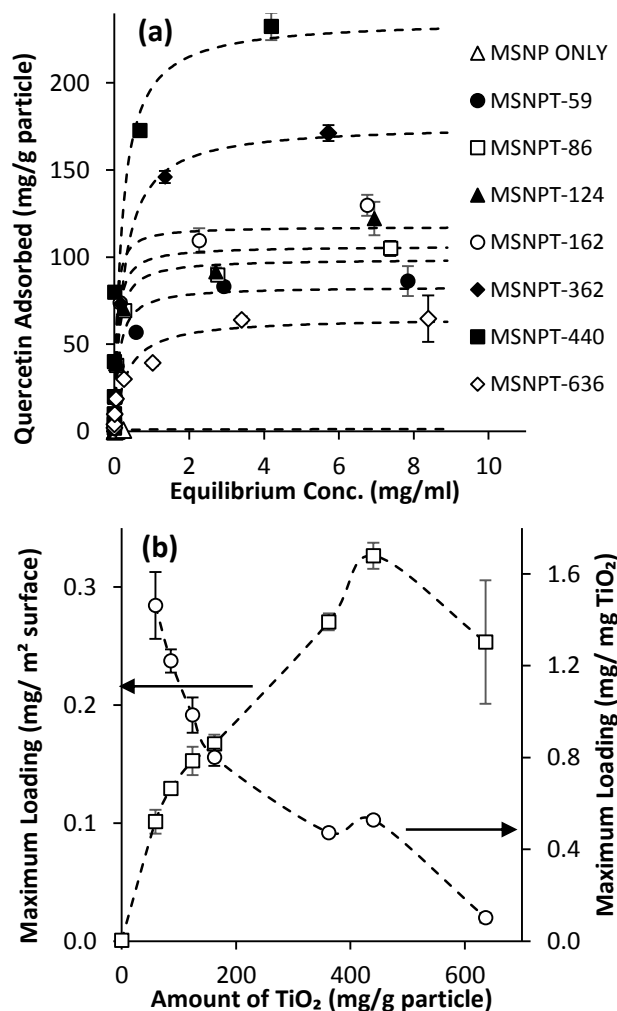 (a)
Quercetin Adsorbed (mg/g particle)
200
150
100
50
0
0 2 4 6 8 10
Equilibrium Conc. (mg/ml)
MSNP ONLY
MSNPT-59
MSNPT-86
MSNPT-124
MSNPT-162
MSNPT-362
MSNPT-440
MSNPT-636
(b)
Maximum Loading (mg/ m² surface)
0.3
0.2
0.1
0.0
0 200 400 600
Amount of TiO₂ (mg/g particle)
1.6
1.2
0.8
0.4
0.0
Maximum Loading (mg/ mg TiO₂)